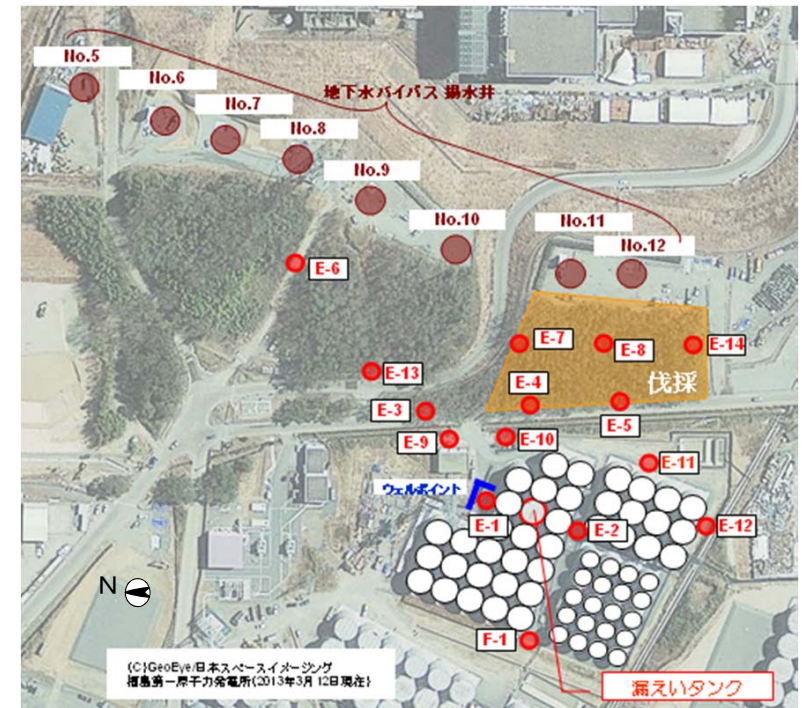 No.5
No.6
No.7
No.8
No.9
No.10
No.11
No.12
地下水バイパス 揚水井
E-6
E-7
E-8
E-14
伐採
E-13
E-4
E-3
E-5
E-9
E-10
E-11
ウェルポイント
E-1
E-2
E-12
N
F-1
(C)GeoEye/日本スペースイメージング
福島第一原子力発電所(2013年3月12日現在)
漏えいタンク